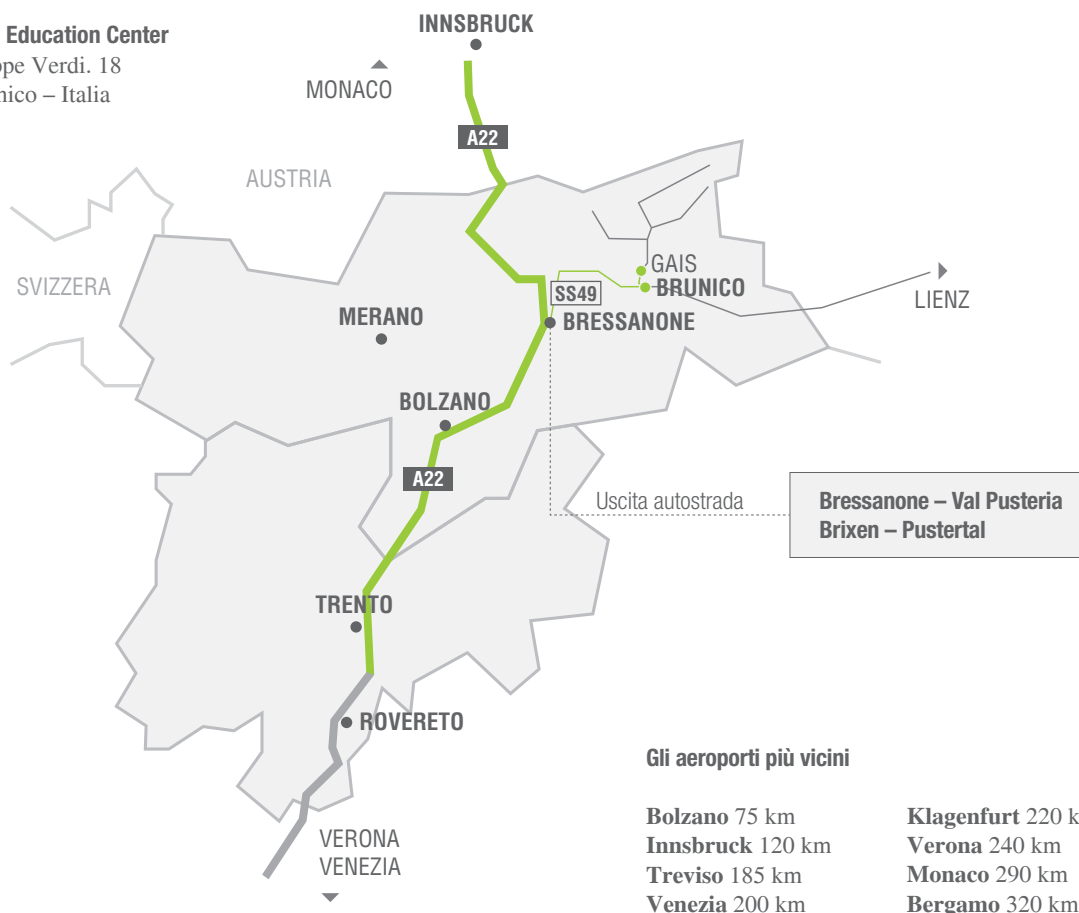 Education Center
Verdi. 18
– Italia
INNSBRUCK
MONACO
A22
AUSTRIA
SVIZZERA
GAIS
BRUNICO
SS49
LIENZ
MERANO
BRESSANONE
BOLZANO
A22
Uscita autostrada
Bressanone – Val Pusteria
Brixen – Pustertal
TRENTO
ROVERETO
VERONA
VENEZIA
Gli aeroporti più vicini
Bolzano 75 km
Innsbruck 120 km
Treviso 185 km
Venezia 200 km
Klagenfurt 220
Verona 240 km
Monaco 290 km
Bergamo 320 km